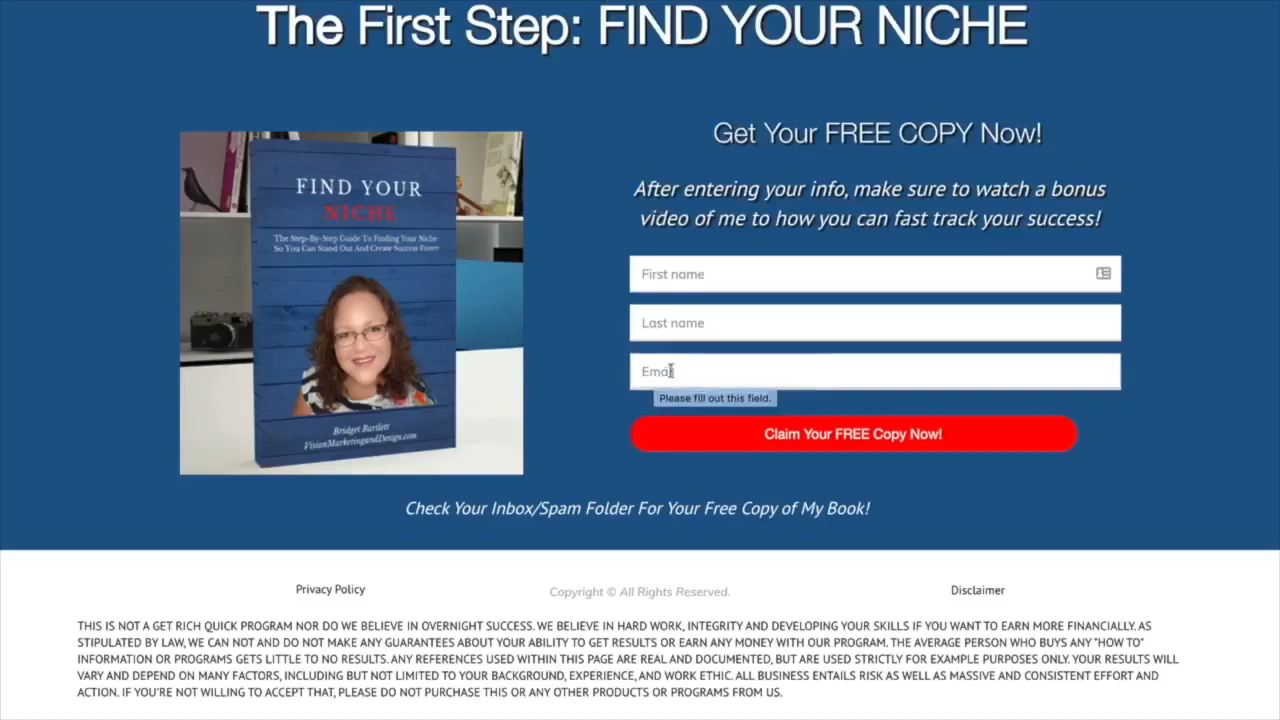 The First Step: FIND YOUR NICHE
FIND YOUR
NICHE
The Step-By-Step Guide To Finding Your Niche
So You Can Stand Out And Create Success Faster
Bridget Bartlett
VisionMarketingandDesign.com
Get Your FREE COPY Now!
After entering your info, make sure to watch a bonus
video of me to how you can fast track your success!
First name
Last name
Email
Please fill out this field.
Claim Your FREE Copy Now!
Check Your Inbox/Spam Folder For Your Free Copy of My Book!
Privacy Policy
Copyright © All Rights Reserved.
Disclaimer
THIS IS NOT A GET RICH QUICK PROGRAM NOR DO WE BELIEVE IN OVERNIGHT SUCCESS. WE BELIEVE IN HARD WORK, INTEGRITY AND DEVELOPING YOUR SKILLS IF YOU WANT TO EARN MORE FINANCIALLY. AS
STIPULATED BY LAW, WE CAN NOT AND DO NOT MAKE ANY GUARANTEES ABOUT YOUR ABILITY TO GET RESULTS OR EARN ANY MONEY WITH OUR PROGRAM. THE AVERAGE PERSON WHO BUYS ANY "HOW TO"
INFORMATION OR PROGRAMS GETS LITTLE TO NO RESULTS. ANY REFERENCES USED WITHIN THIS PAGE ARE REAL AND DOCUMENTED, BUT ARE USED STRICTLY FOR EXAMPLE PURPOSES ONLY. YOUR RESULTS WILL
VARY AND DEPEND ON MANY FACTORS, INCLUDING BUT NOT LIMITED TO YOUR BACKGROUND, EXPERIENCE, AND WORK ETHIC. ALL BUSINESS ENTAILS RISK AS WELL AS MASSIVE AND CONSISTENT EFFORT AND
ACTION. IF YOU'RE NOT WILLING TO ACCEPT THAT, PLEASE DO NOT PURCHASE THIS OR ANY OTHER PRODUCTS OR PROGRAMS FROM US.